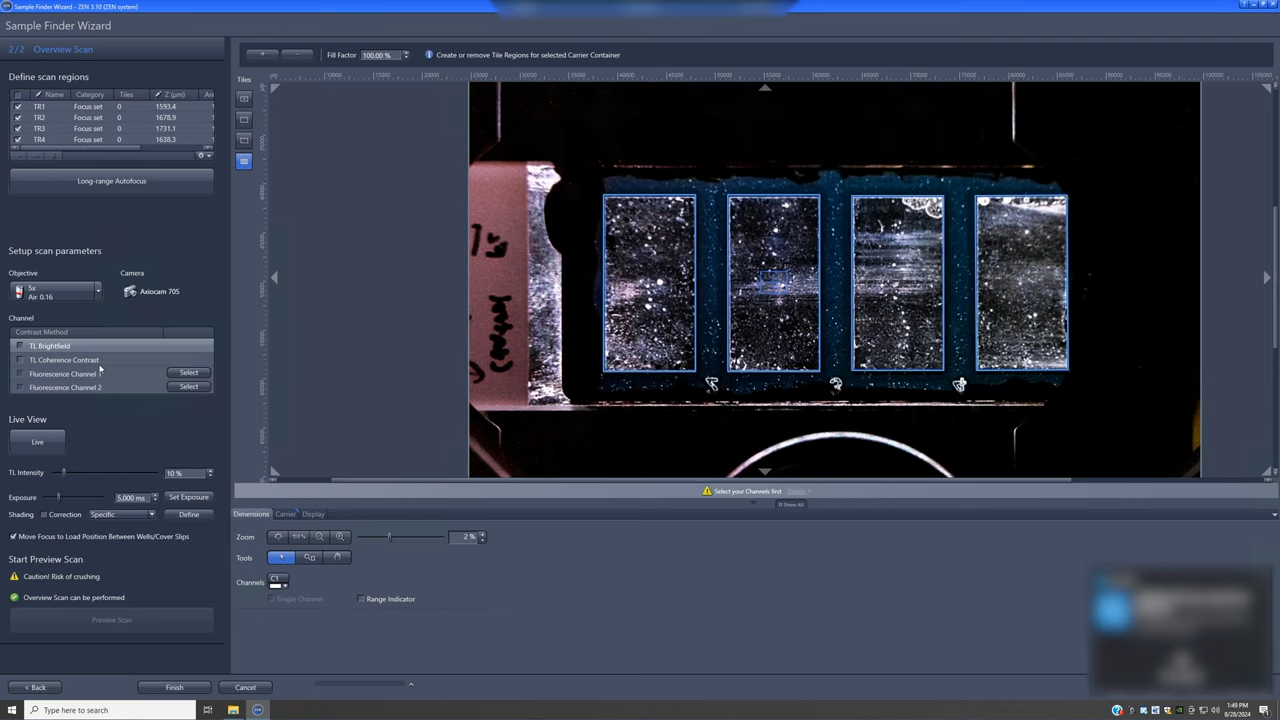 Sample Finder Wizard - ZEN 3.10 (ZEN system)
Sample Finder Wizard
2/2 Overview Scan
Define scan regions
Name Category Tiles Z (μm)
TR1 Focus set 0 1593.4
TR2 Focus set 0 1678.9
TR3 Focus set 0 1731.1
TR4 Focus set 0 1638.3
Long-range Autofocus
Setup scan parameters
Objective Camera
5x
Air 0.16
Axiocam 705
Channel
Contrast Method
TL Brightfield
TL Coherence Contrast
Fluorescence Channel 1 Select
Fluorescence Channel 2 Select
Live View
Live
TL Intensity 10 %
Exposure 5.000 ms Set Exposure
Shading Correction Specific Define
Move Focus to Load Position Between Wells/Cover Slips
Start Preview Scan
Caution! Risk of crushing
Overview Scan can be performed
Preview Scan
< Back Finish Cancel
Fill Factor 100.00 % Create or remove Tile Regions for selected Carrier Container
Tiles
Select your Channels first Details
Show All
Dimensions Carrier Display
Zoom 2 %
Tools
Channels C1
Single Channel Range Indicator
Type here to search
1:49 PM
8/28/2024